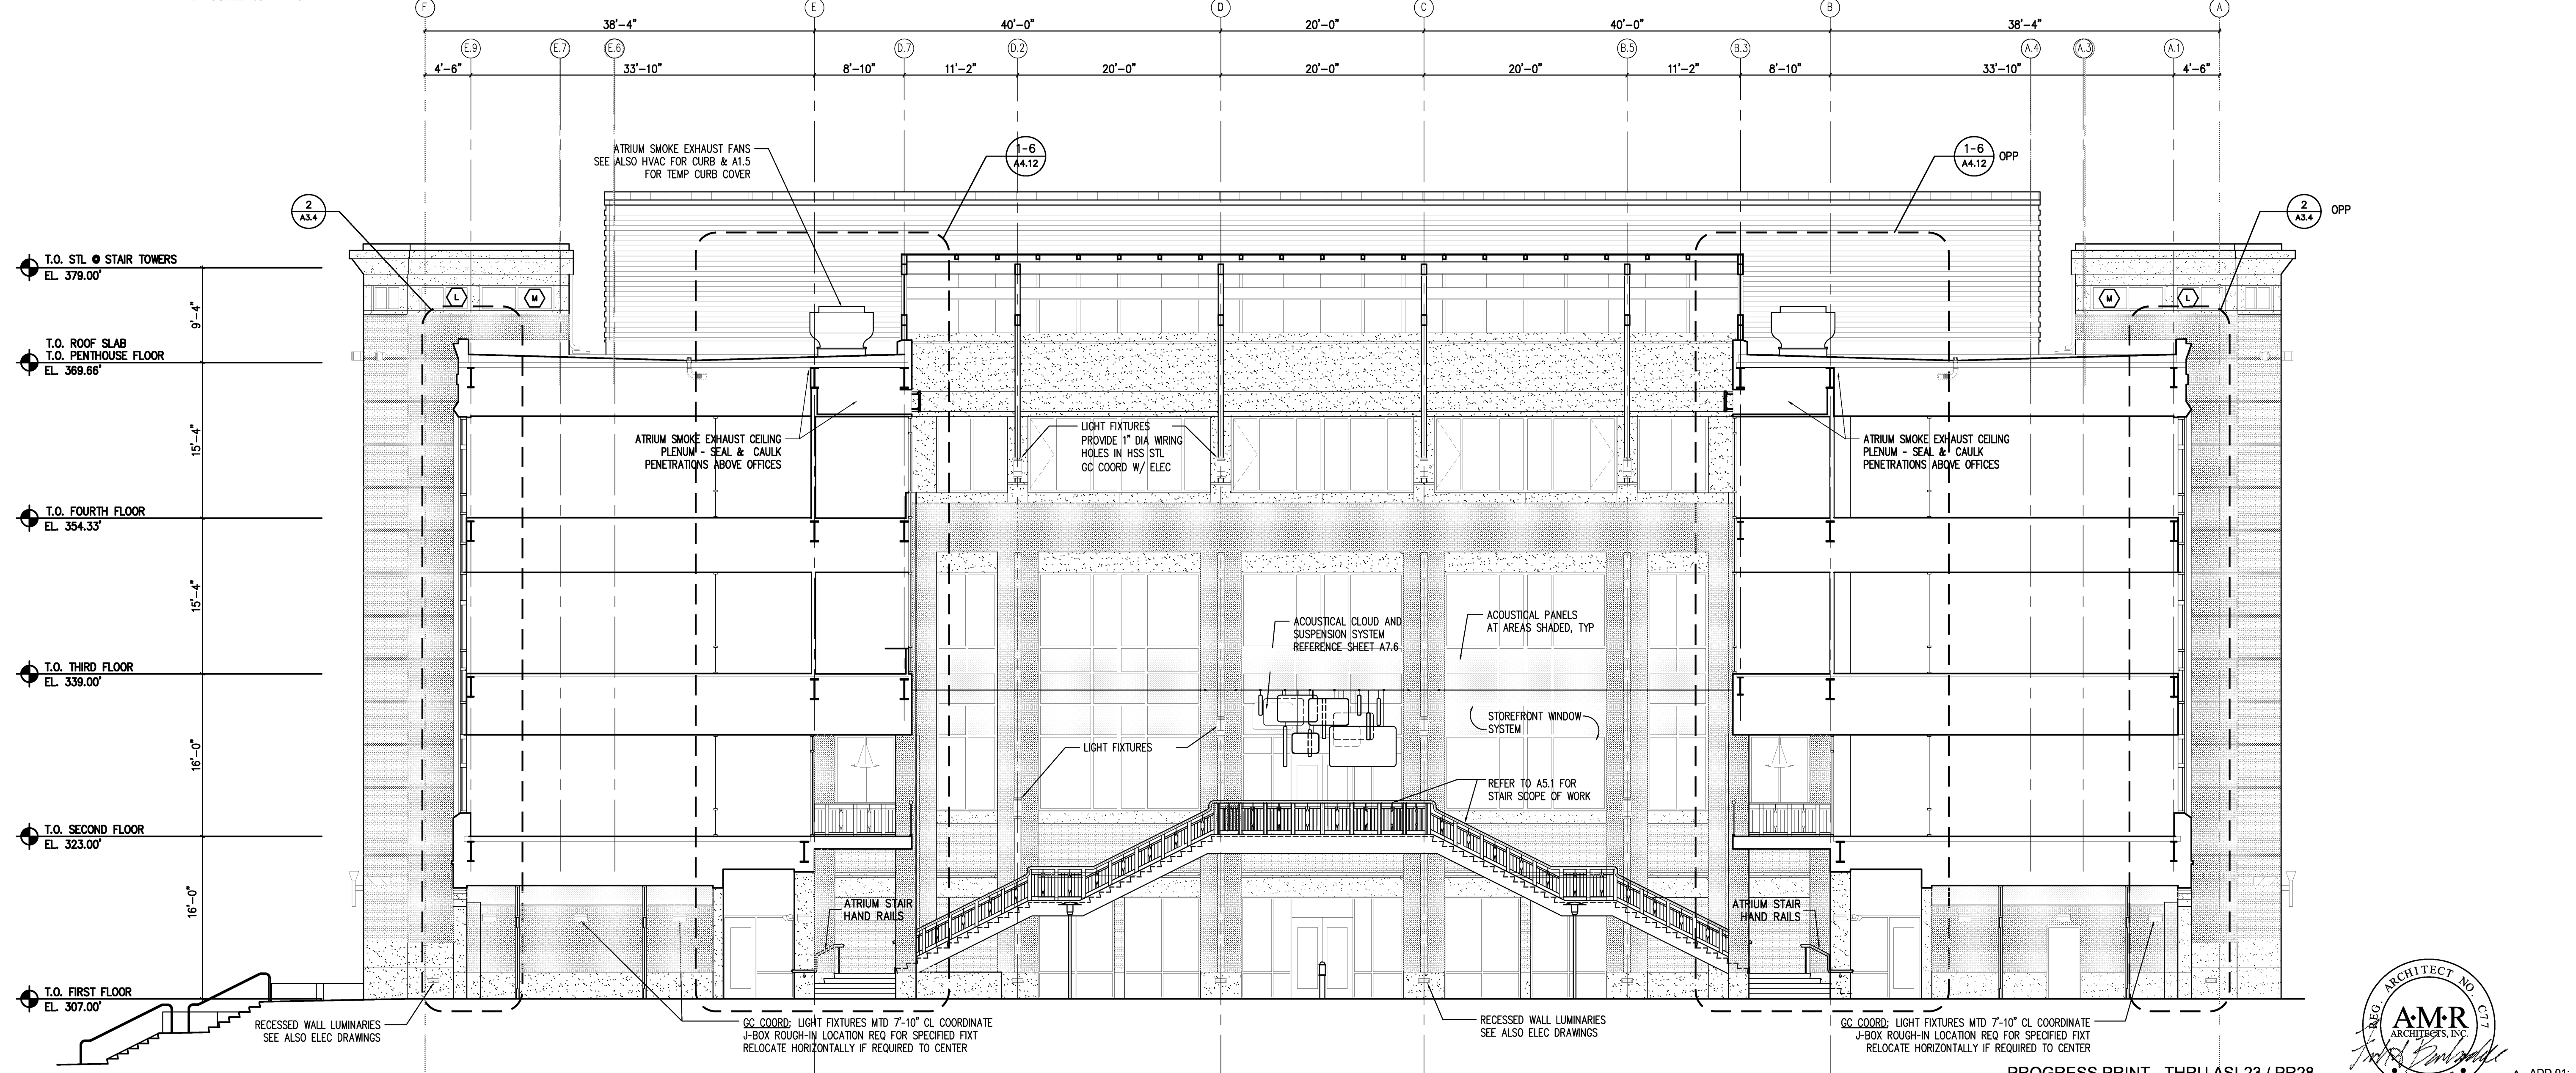 F
E
D
C
B
A
38'-4"
40'-0"
20'-0"
40'-0"
38'-4"
E.9
E.7
E.6
D.7
D.2
B.5
B.3
A.4
A.3
A.1
4'-6"
33'-10"
8'-10"
11'-2"
20'-0"
20'-0"
20'-0"
11'-2"
8'-10"
33'-10"
4'-6"
ATRIUM SMOKE EXHAUST FANS
SEE ALSO HVAC FOR CURB & A1.5
FOR TEMP CURB COVER
1-6
A4.12
1-6
A4.12
OPP
2
A3.4
2
A3.4
OPP
T.O. STL @ STAIR TOWERS
EL. 379.00'
L
M
M
L
9'-4"
T.O. ROOF SLAB
T.O. PENTHOUSE FLOOR
EL. 369.66'
15'-4"
ATRIUM SMOKE EXHAUST CEILING
PLENUM - SEAL & CAULK
PENETRATIONS ABOVE OFFICES
LIGHT FIXTURES
PROVIDE 1" DIA WIRING
HOLES IN HSS STL
GC COORD W/ ELEC
ATRIUM SMOKE EXHAUST CEILING
PLENUM - SEAL & CAULK
PENETRATIONS ABOVE OFFICES
T.O. FOURTH FLOOR
EL. 354.33'
15'-4"
ACOUSTICAL CLOUD AND
SUSPENSION SYSTEM
REFERENCE SHEET A7.6
ACOUSTICAL PANELS
AT AREAS SHADED, TYP
T.O. THIRD FLOOR
EL. 339.00'
16'-0"
STOREFRONT WINDOW
SYSTEM
LIGHT FIXTURES
REFER TO A5.1 FOR
STAIR SCOPE OF WORK
T.O. SECOND FLOOR
EL. 323.00'
16'-0"
ATRIUM STAIR
HAND RAILS
ATRIUM STAIR
HAND RAILS
T.O. FIRST FLOOR
EL. 307.00'
RECESSED WALL LUMINARIES
SEE ALSO ELEC DRAWINGS
GC COORD: LIGHT FIXTURES MTD 7'-10" CL COORDINATE
J-BOX ROUGH-IN LOCATION REQ FOR SPECIFIED FIXT
RELOCATE HORIZONTALLY IF REQUIRED TO CENTER
RECESSED WALL LUMINARIES
SEE ALSO ELEC DRAWINGS
GC COORD: LIGHT FIXTURES MTD 7'-10" CL COORDINATE
J-BOX ROUGH-IN LOCATION REQ FOR SPECIFIED FIXT
RELOCATE HORIZONTALLY IF REQUIRED TO CENTER
REG. ARCHITECT NO. C77
A·M·R
ARCHITECTS, INC.
PROGRESS PRINT - THRU ASI 23 / PR28